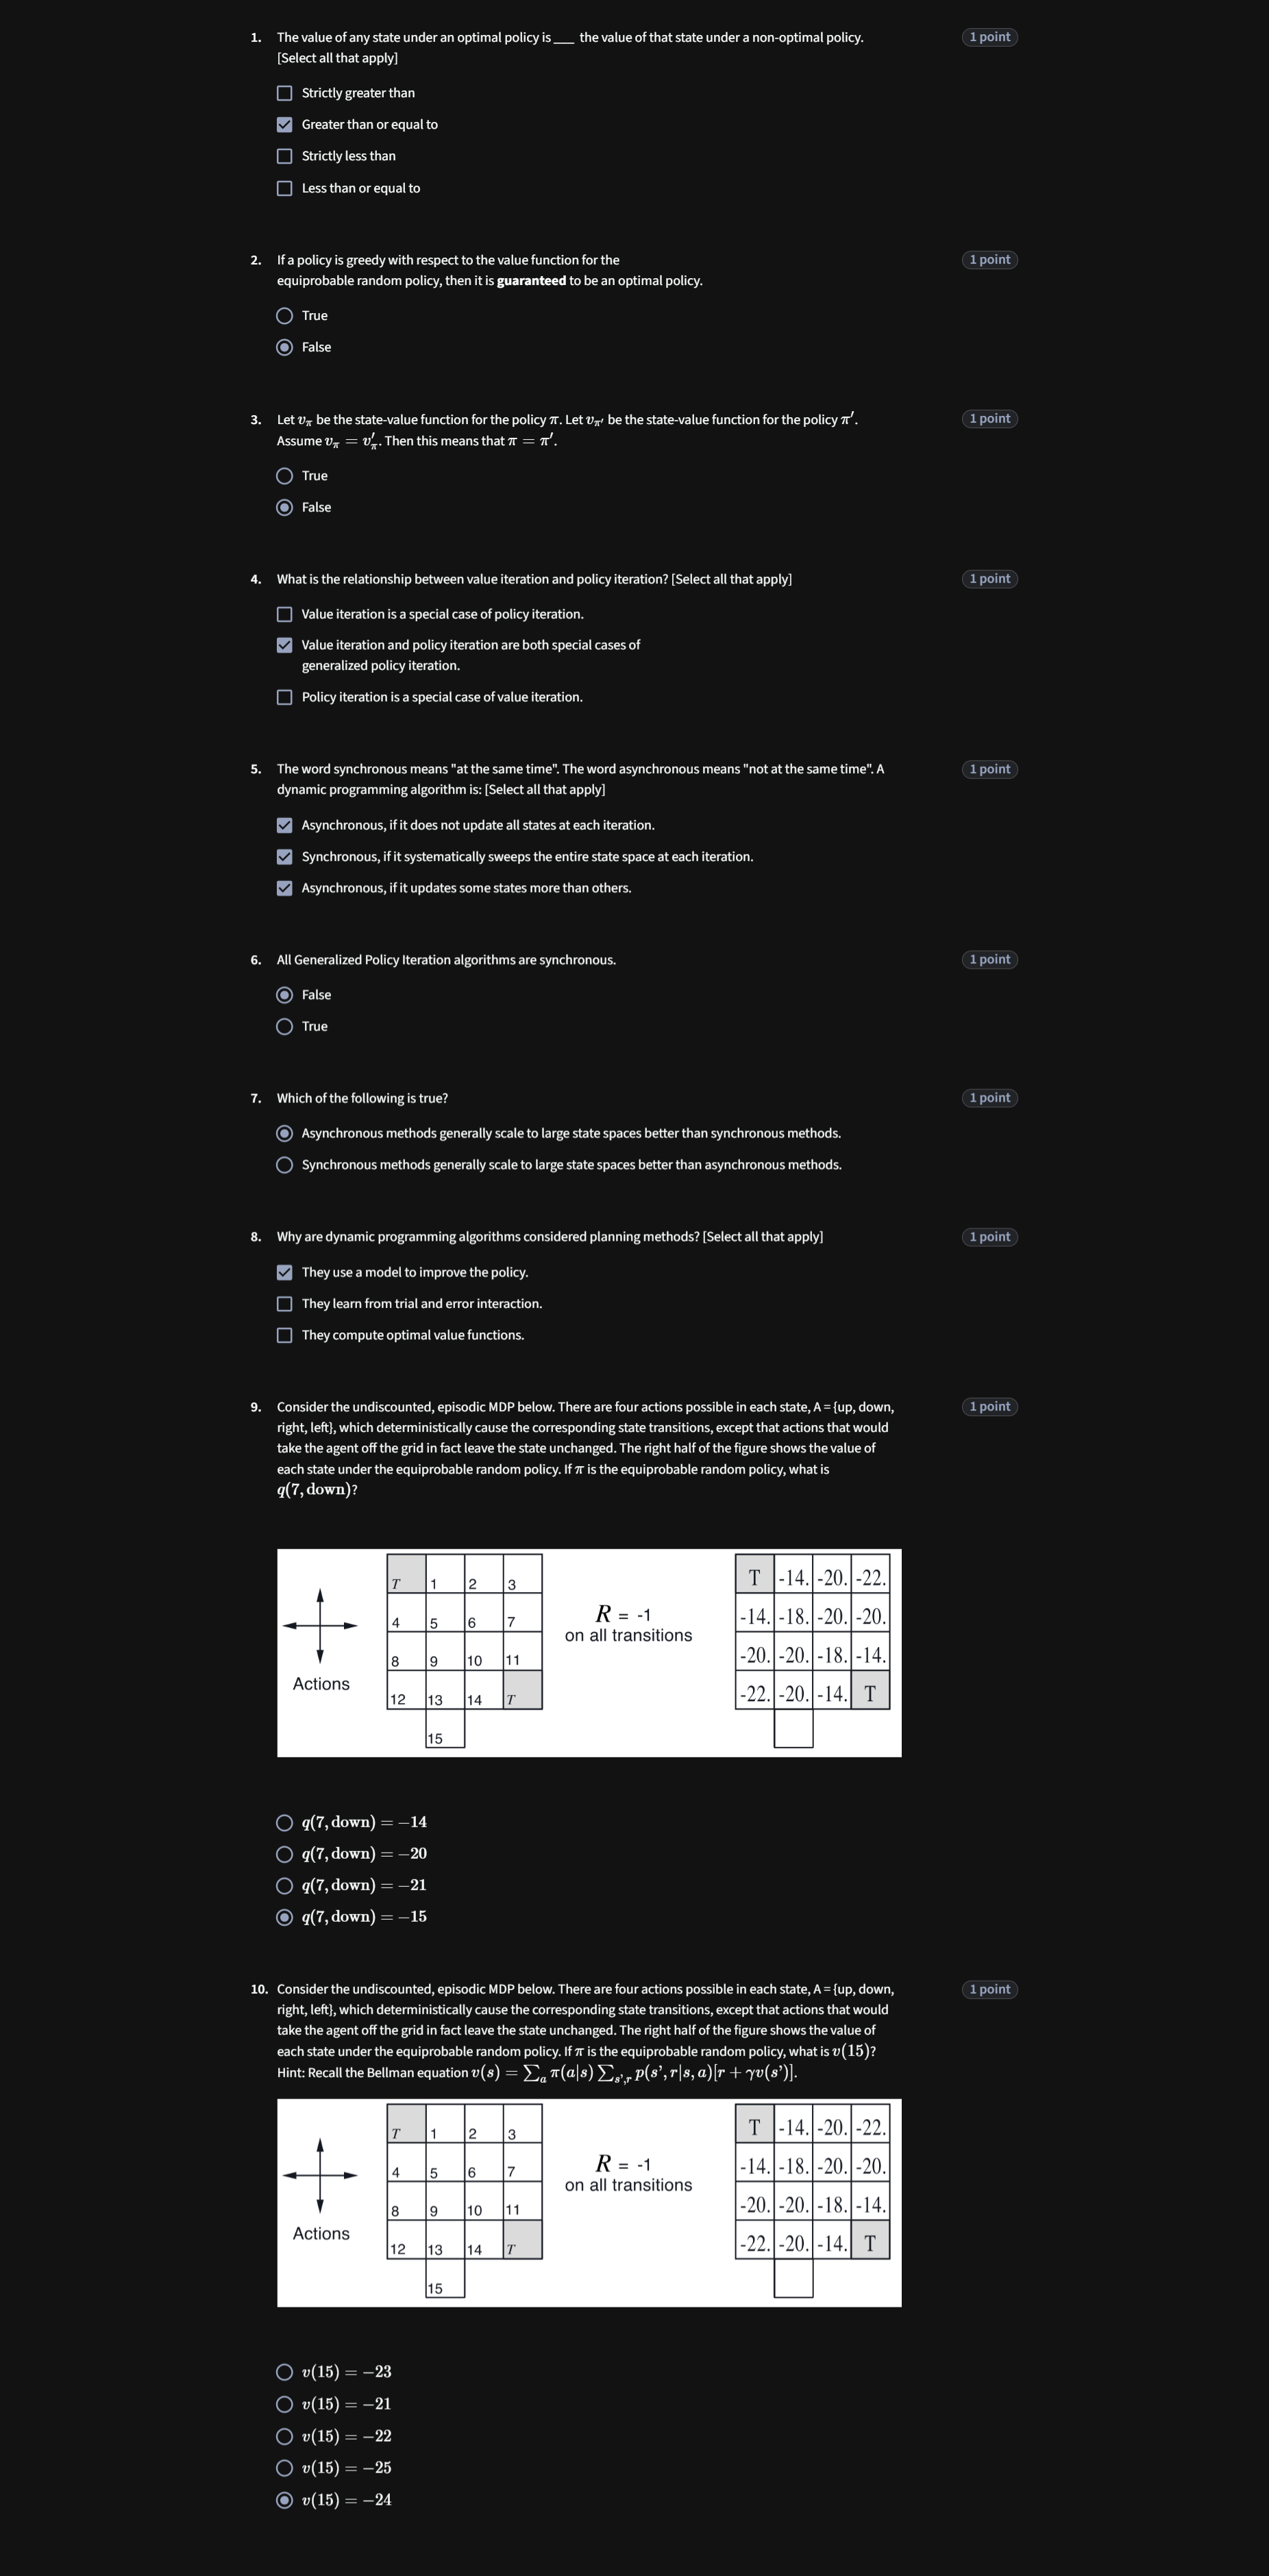 1. The value of any state under an optimal policy is ___ the value of that state under a non-optimal policy.
1 point
[Select all that apply]
Strictly greater than
Greater than or equal to
Strictly less than
Less than or equal to
2. If a policy is greedy with respect to the value function for the
1 point
equiprobable random policy, then it is guaranteed to be an optimal policy.
True
False
3. Let vπ be the state-value function for the policy π. Let vπ′ be the state-value function for the policy π′.
1 point
Assume vπ = v′π. Then this means that π = π′.
True
False
4. What is the relationship between value iteration and policy iteration? [Select all that apply]
1 point
Value iteration is a special case of policy iteration.
Value iteration and policy iteration are both special cases of
generalized policy iteration.
Policy iteration is a special case of value iteration.
5. The word synchronous means "at the same time". The word asynchronous means "not at the same time". A
1 point
dynamic programming algorithm is: [Select all that apply]
Asynchronous, if it does not update all states at each iteration.
Synchronous, if it systematically sweeps the entire state space at each iteration.
Asynchronous, if it updates some states more than others.
6. All Generalized Policy Iteration algorithms are synchronous.
1 point
False
True
7. Which of the following is true?
1 point
Asynchronous methods generally scale to large state spaces better than synchronous methods.
Synchronous methods generally scale to large state spaces better than asynchronous methods.
8. Why are dynamic programming algorithms considered planning methods? [Select all that apply]
1 point
They use a model to improve the policy.
They learn from trial and error interaction.
They compute optimal value functions.
9. Consider the undiscounted, episodic MDP below. There are four actions possible in each state, A = {up, down,
1 point
right, left}, which deterministically cause the corresponding state transitions, except that actions that would
take the agent off the grid in fact leave the state unchanged. The right half of the figure shows the value of
each state under the equiprobable random policy. If π is the equiprobable random policy, what is
q(7, down)?
Actions
T 1 2 3
4 5 6 7
8 9 10 11
12 13 14 T
15
R = -1
on all transitions
T -14. -20. -22.
-14. -18. -20. -20.
-20. -20. -18. -14.
-22. -20. -14. T
q(7, down) = −14
q(7, down) = −20
q(7, down) = −21
q(7, down) = −15
10. Consider the undiscounted, episodic MDP below. There are four actions possible in each state, A = {up, down,
1 point
right, left}, which deterministically cause the corresponding state transitions, except that actions that would
take the agent off the grid in fact leave the state unchanged. The right half of the figure shows the value of
each state under the equiprobable random policy. If π is the equiprobable random policy, what is v(15)?
Hint: Recall the Bellman equation v(s) = ∑a π(a|s) ∑s',r p(s', r|s, a)[r + γv(s')].
Actions
T 1 2 3
4 5 6 7
8 9 10 11
12 13 14 T
15
R = -1
on all transitions
T -14. -20. -22.
-14. -18. -20. -20.
-20. -20. -18. -14.
-22. -20. -14. T
v(15) = −23
v(15) = −21
v(15) = −22
v(15) = −25
v(15) = −24